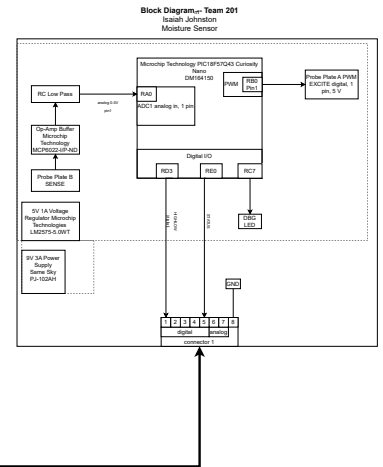 Block Diagram - Team 201
Isaiah Johnston
Moisture Sensor
Microchip Technology PIC18F57Q43 Curiosity
Nano
DM164150
RC Low Pass
analog 0-5V
pin1
RA0
ADC1 analog in, 1 pin
PWM
RB0
Pin1
Probe Plate A PWM
EXCITE digital, 1
pin, 5 V
Op-Amp Buffer
Microchip
Technology
MCP6022-I/P-ND
Probe Plate B
SENSE
Digital I/O
RD3
RE0
RC7
5V 1A Voltage
Regulator Microchip
Technologies
LM2575-5.0WT
HIGH/LOW
DBG
LED
9V 3A Power
Supply
Same Sky
PJ-102AH
GND
1 2 3 4 5 6 7 8
digital
analog
connector 1